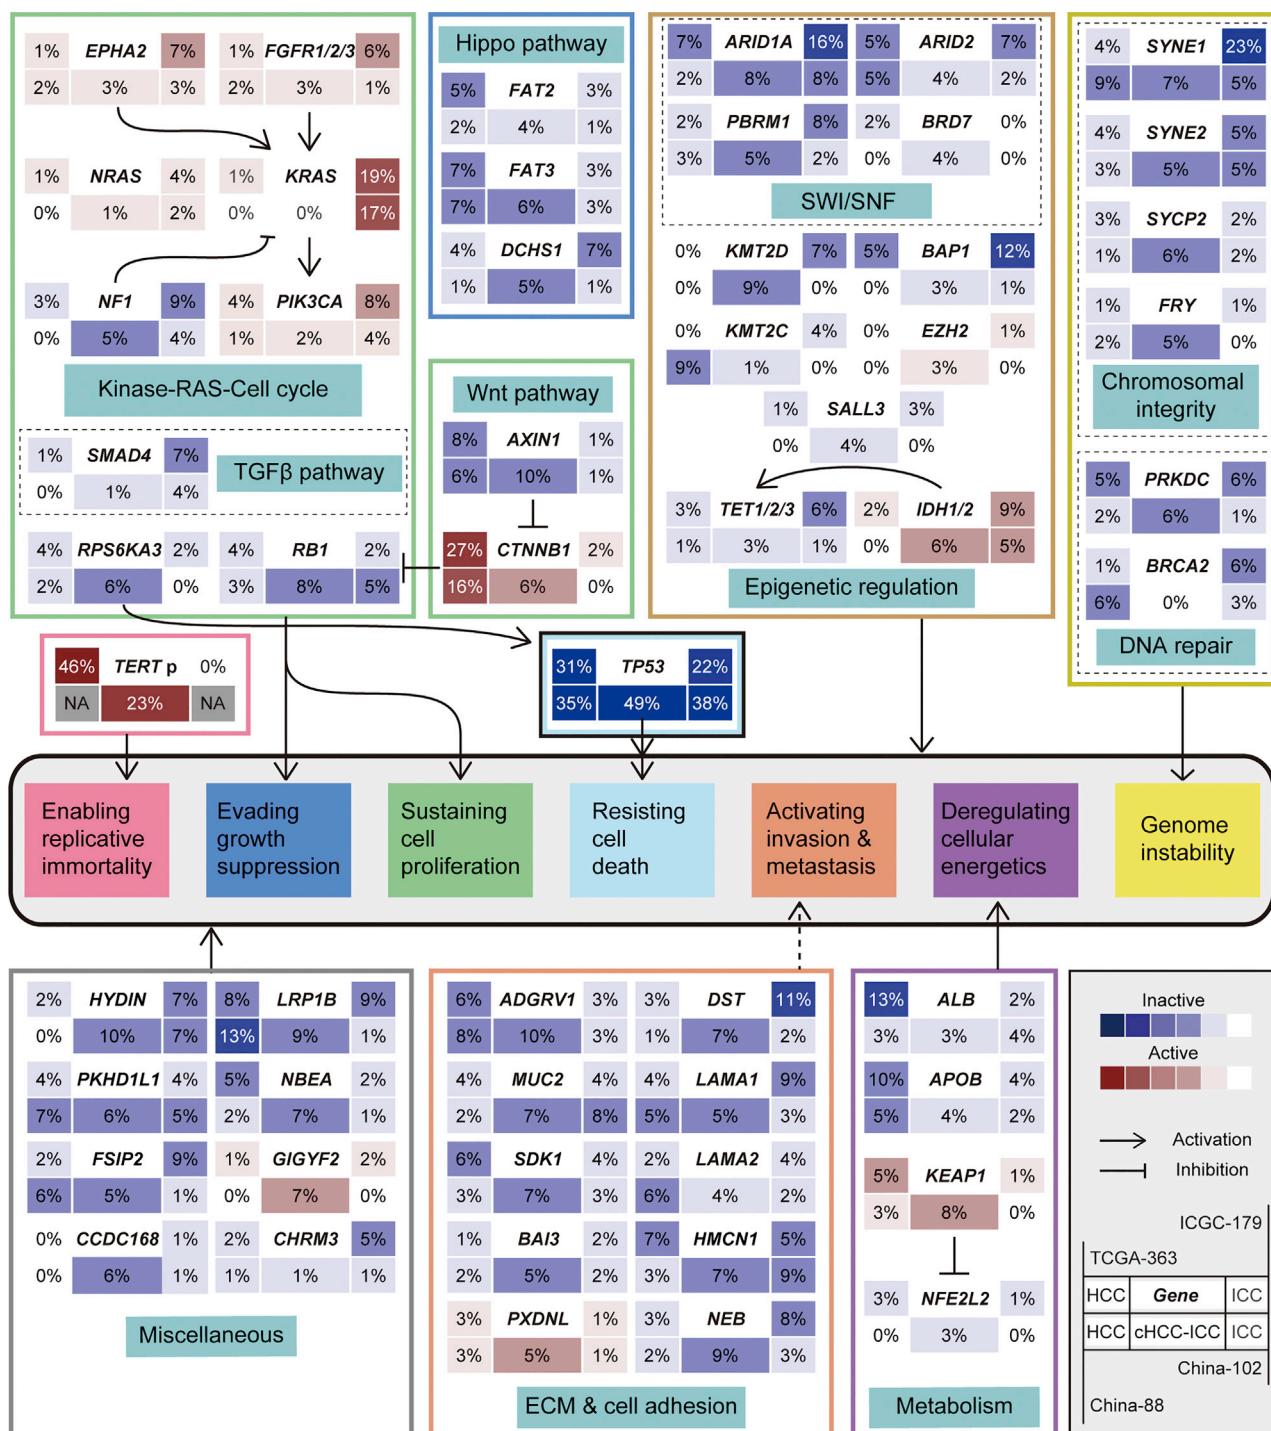 1% EPHA2 7% 1% FGFR1/2/3 6%
2% 3% 3% 2% 3% 1%
1% NRAS 4% 1% KRAS 19%
0% 1% 2% 0% 0% 17%
3% NF1 9% 4% PIK3CA 8%
0% 5% 4% 1% 2% 4%
Kinase-RAS-Cell cycle
1% SMAD4 7%
0% 1% 4%
TGFβ pathway
4% RPS6KA3 2% 4% RB1 2%
2% 6% 0% 3% 8% 5%
Hippo pathway
5% FAT2 3%
2% 4% 1%
7% FAT3 3%
7% 6% 3%
4% DCHS1 7%
1% 5% 1%
Wnt pathway
8% AXIN1 1%
6% 10% 1%
27% CTNNB1 2%
16% 6% 0%
7% ARID1A 16% 5% ARID2 7%
2% 8% 8% 5% 4% 2%
2% PBRM1 8% 2% BRD7 0%
3% 5% 2% 0% 4% 0%
SWI/SNF
0% KMT2D 7% 5% BAP1 12%
0% 9% 0% 0% 3% 1%
0% KMT2C 4% 0% EZH2 1%
9% 1% 0% 0% 3% 0%
1% SALL3 3%
0% 4% 0%
3% TET1/2/3 6% 2% IDH1/2 9%
1% 3% 1% 0% 6% 5%
Epigenetic regulation
4% SYNE1 23%
9% 7% 5%
4% SYNE2 5%
3% 5% 5%
3% SYCP2 2%
1% 6% 2%
1% FRY 1%
2% 5% 0%
Chromosomal
integrity
5% PRKDC 6%
2% 6% 1%
1% BRCA2 6%
6% 0% 3%
DNA repair
46% TERT p 0%
NA 23% NA
31% TP53 22%
35% 49% 38%
Enabling
replicative
immortality
Evading
growth
suppression
Sustaining
cell
proliferation
Resisting
cell
death
Activating
invasion &
metastasis
Deregulating
cellular
energetics
Genome
instability
2% HYDIN 7% 8% LRP1B 9%
0% 10% 7% 13% 9% 1%
4% PKHD1L1 4% 5% NBEA 2%
7% 6% 5% 2% 7% 1%
2% FSIP2 9% 1% GIGYF2 2%
6% 5% 1% 0% 7% 0%
0% CCDC168 1% 2% CHRM3 5%
0% 6% 1% 1% 1% 1%
Miscellaneous
6% ADGRV1 3% 3% DST 11%
8% 10% 3% 1% 7% 2%
4% MUC2 4% 4% LAMA1 9%
2% 7% 8% 5% 5% 3%
6% SDK1 4% 2% LAMA2 4%
3% 7% 3% 6% 4% 2%
1% BAI3 2% 7% HMCN1 5%
2% 5% 2% 3% 7% 9%
3% PXDNL 1% 3% NEB 8%
3% 5% 1% 2% 9% 3%
ECM & cell adhesion
13% ALB 2%
3% 3% 4%
10% APOB 4%
5% 4% 2%
5% KEAP1 1%
3% 8% 0%
3% NFE2L2 1%
0% 3% 0%
Metabolism
Inactive
Active
Activation
Inhibition
ICGC-179
TCGA-363
HCC Gene ICC
HCC cHCC-ICC ICC
China-102
China-88